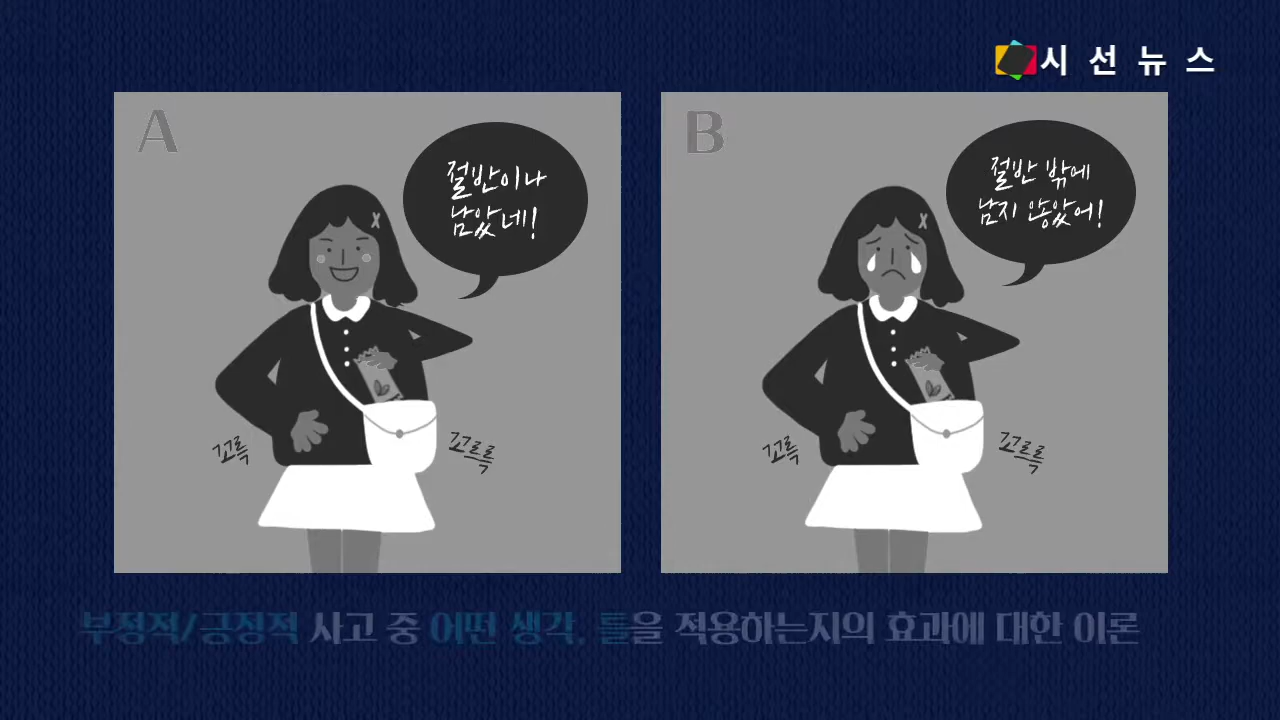 시선뉴스
A
절반이나
남았네!
꼬륵
꼬르륵
B
절반 밖에
남지 않았어!
꼬륵
꼬르륵
부정적/긍정적 사고 중 어떤 생각, 틀을 적용하는지의 효과에 대한 이론